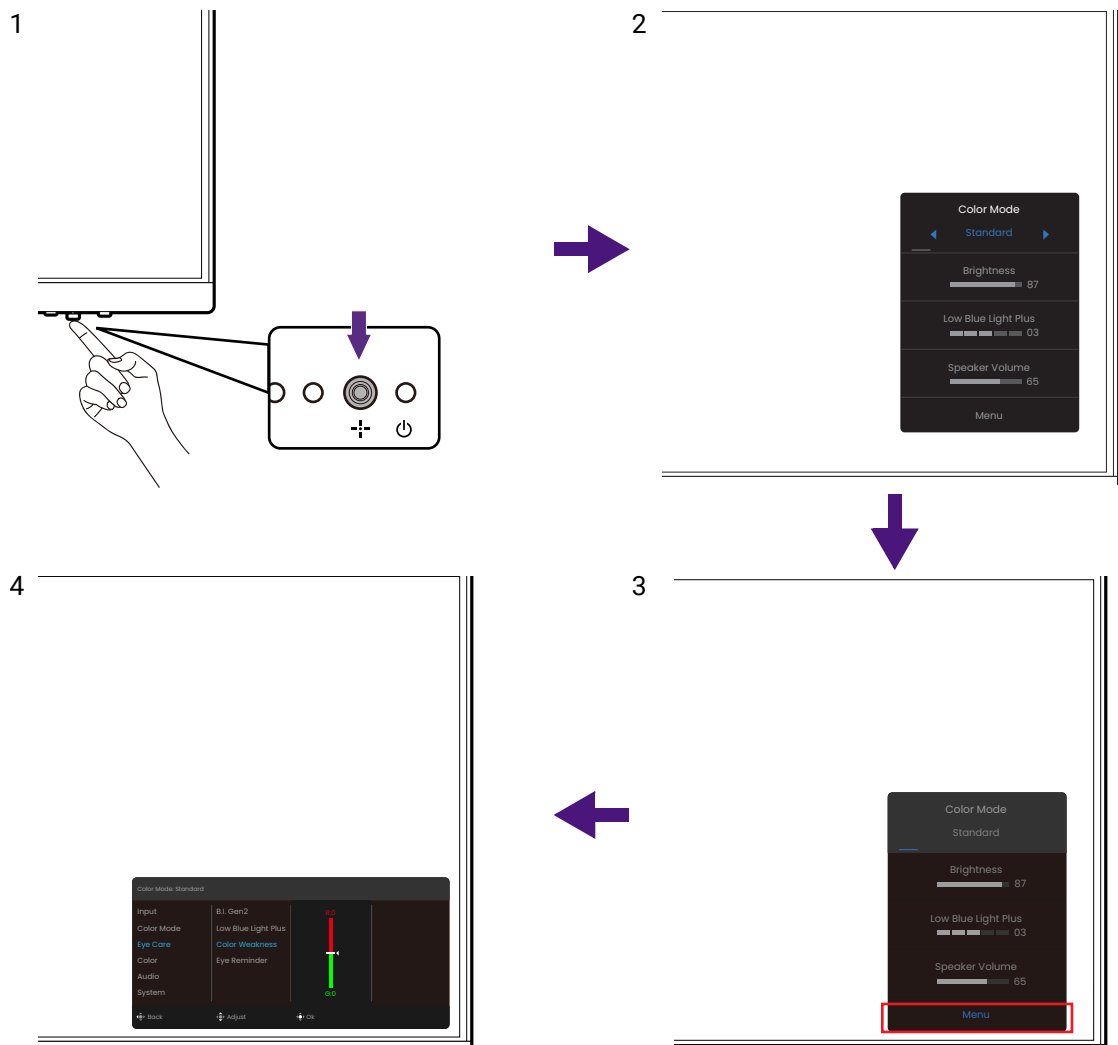 1
2
Color Mode
Standard
Brightness
87
Low Blue Light Plus
03
Speaker Volume
65
Menu
3
Color Mode
Standard
Brightness
87
Low Blue Light Plus
03
Speaker Volume
65
Menu
4
Color Mode: Standard
Input
Color Mode
Eye Care
Color
Audio
System
B.I. Gen2
Low Blue Light Plus
Color Weakness
Eye Reminder
R:0
G:0
Back
Adjust
Ok